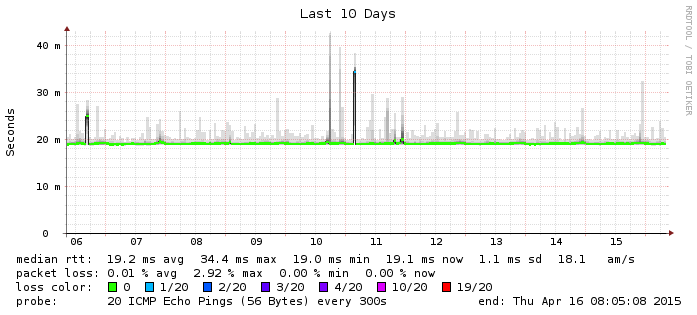 Last 10 Days
RRDTOOL / TOBI OETIKER
Seconds
40 m
30 m
20 m
10 m
0
06 07 08 09 10 11 12 13 14 15
median rtt: 19.2 ms avg 34.4 ms max 19.0 ms min 19.1 ms now 1.1 ms sd 18.1 am/s
packet loss: 0.01 % avg 2.92 % max 0.00 % min 0.00 % now
loss color: 0 1/20 2/20 3/20 4/20 10/20 19/20
probe: 20 ICMP Echo Pings (56 Bytes) every 300s end: Thu Apr 16 08:05:08 2015